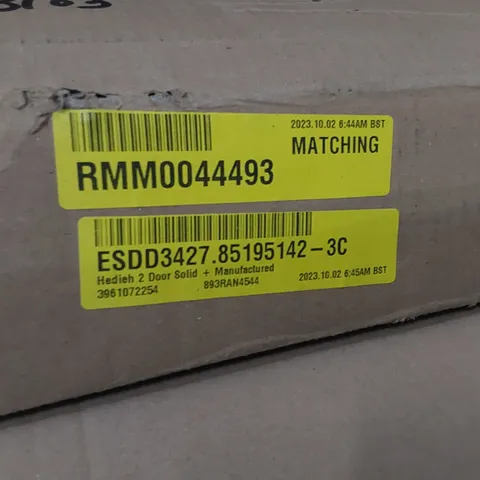 2023.10.02 6:44AM BST
MATCHING
RMM0044493
ESDD3427.85195142-3C
Hedieh 2 Door Solid + Manufactured
3961072254 893RAN4544 2023.10.02 6:45AM BST